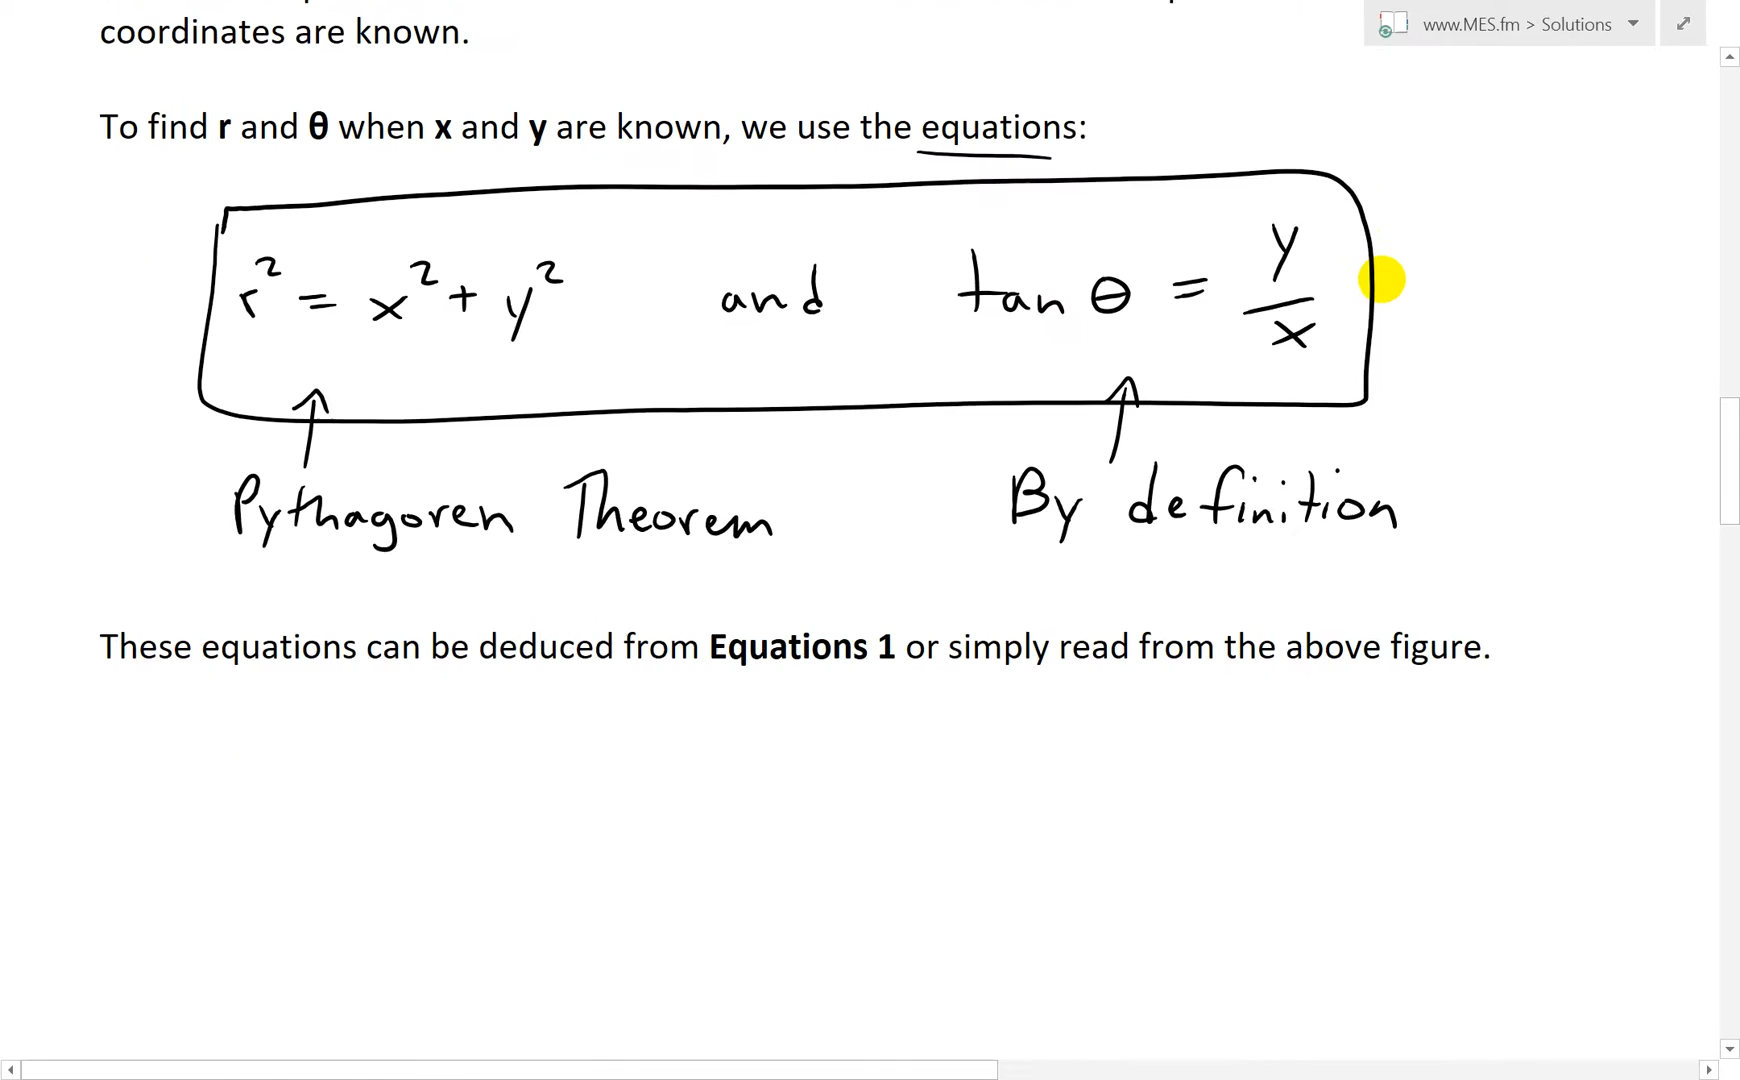 www.MES.fm > Solutions
coordinates are known.
To find r and θ when x and y are known, we use the equations:
r² = x² + y² and tan θ = y/x
Pythagoren Theorem By definition
These equations can be deduced from Equations 1 or simply read from the above figure.